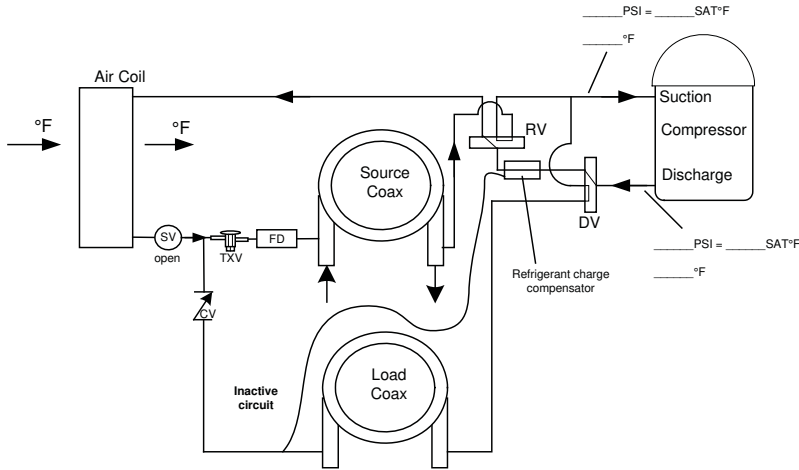 ______PSI = ______SAT°F
______°F
Air Coil
°F
°F
Suction
Compressor
Discharge
RV
Source
Coax
DV
SV
open
TXV
FD
______PSI = ______SAT°F
______°F
Refrigerant charge
compensator
CV
Inactive
circuit
Load
Coax